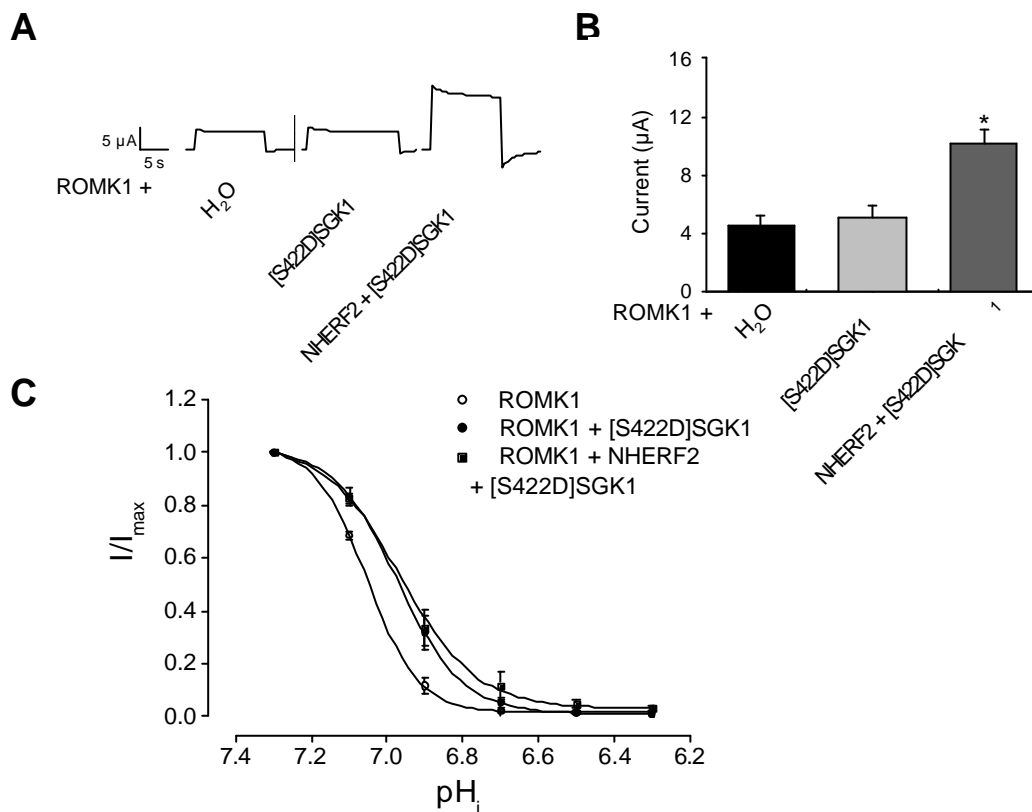 A
5 µA
5 s
ROMK1 +
H2O
[S422D]SGK1
NHERF2 + [S422D]SGK1
B
16
12
8
4
0
Current (µA)
*
ROMK1 +
H2O
[S422D]SGK1
NHERF2 + [S422D]SGK
1
C
1.2
1.0
0.8
0.6
0.4
0.2
0.0
I/Imax
ROMK1
ROMK1 + [S422D]SGK1
ROMK1 + NHERF2
+ [S422D]SGK1
7.4 7.2 7.0 6.8 6.6 6.4 6.2
pHi